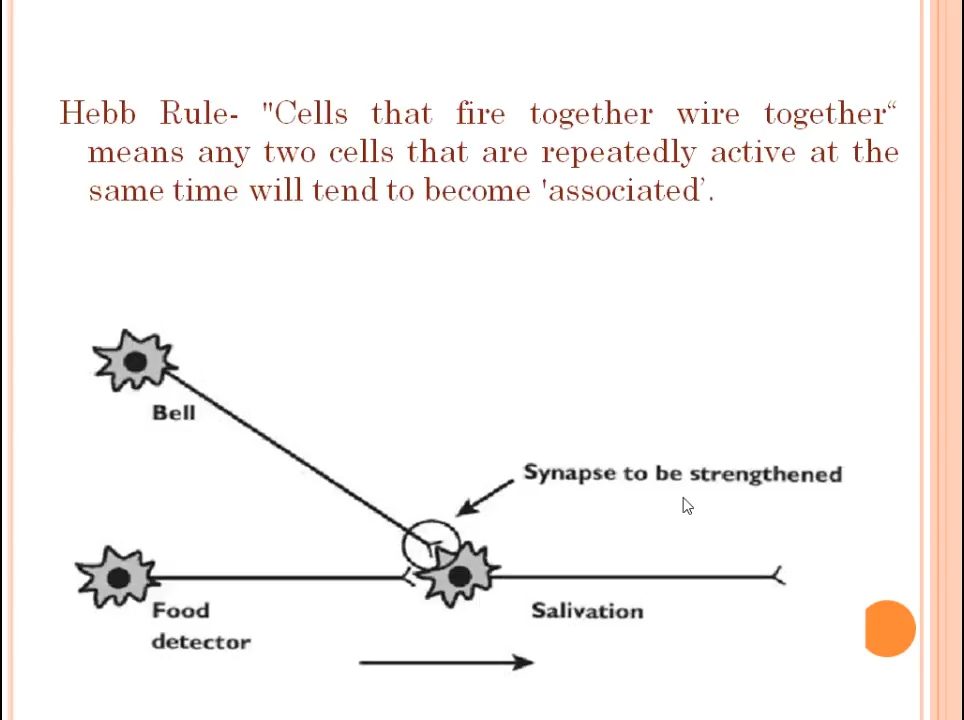 Hebb Rule- "Cells that fire together wire together“
means any two cells that are repeatedly active at the
same time will tend to become 'associated’.
Bell
Synapse to be strengthened
Food
detector
Salivation